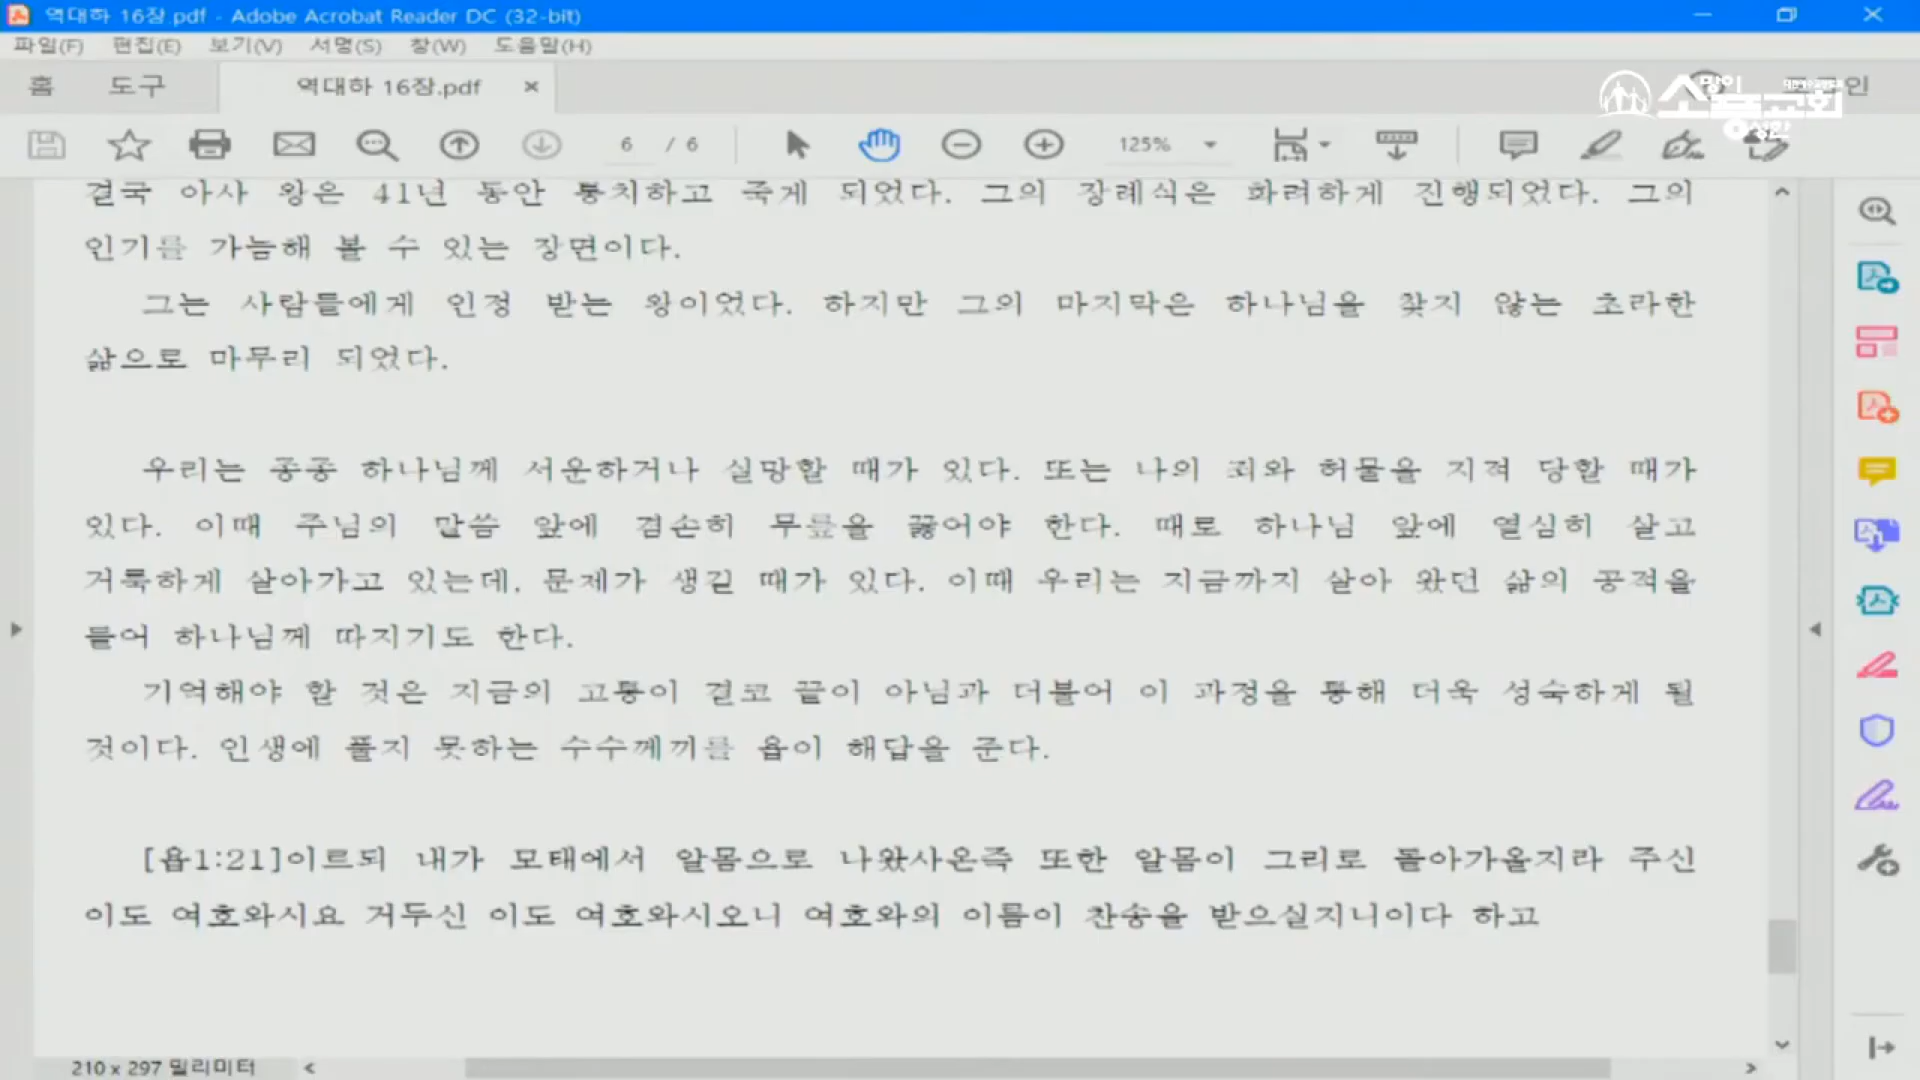 역대하 16장.pdf - Adobe Acrobat Reader DC (32-bit)
파일(F) 편집(E) 보기(V) 서명(S) 창(W) 도움말(H)
홈 도구 역대하 16장.pdf
소망이 소풍교회
6 / 6 125%
결국 아사 왕은 41년 동안 통치하고 죽게 되었다. 그의 장례식은 화려하게 진행되었다. 그의
인기를 가늠해 볼 수 있는 장면이다.
그는 사람들에게 인정 받는 왕이었다. 하지만 그의 마지막은 하나님을 찾지 않는 초라한
삶으로 마무리 되었다.
우리는 종종 하나님께 서운하거나 실망할 때가 있다. 또는 나의 죄와 허물을 지적 당할 때가
있다. 이때 주님의 말씀 앞에 겸손히 무릎을 꿇어야 한다. 때로 하나님 앞에 열심히 살고
거룩하게 살아가고 있는데, 문제가 생길 때가 있다. 이때 우리는 지금까지 살아 왔던 삶의 공적을
들어 하나님께 따지기도 한다.
기억해야 할 것은 지금의 고통이 결코 끝이 아님과 더불어 이 과정을 통해 더욱 성숙하게 될
것이다. 인생에 풀지 못하는 수수께끼를 욥이 해답을 준다.
[욥1:21]이르되 내가 모태에서 알몸으로 나왔사온즉 또한 알몸이 그리로 돌아가올지라 주신
이도 여호와시요 거두신 이도 여호와시오니 여호와의 이름이 찬송을 받으실지니이다 하고
210 x 297 밀리미터